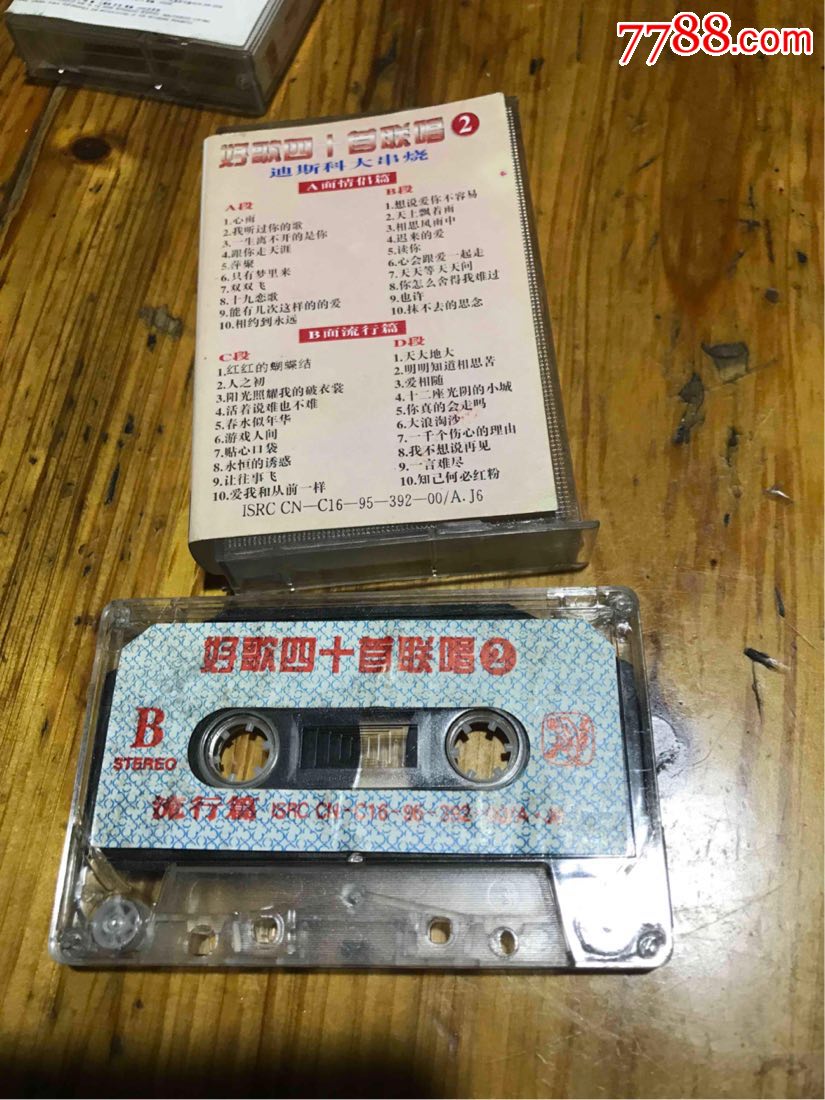 7788.com
好歌四十首联唱 2
迪斯科大串烧
A面情侣篇
A段
1.心雨
2.我听过你的歌
3.一生离不开的是你
4.跟你走天涯
5.萍聚
6.只有梦里来
7.双双飞
8.十九恋歌
9.能有几次这样的的爱
10.相约到永远
B段
1.想说爱你不容易
2.天上飘着雨
3.相思风雨中
4.迟来的爱
5.读你
6.心会跟爱一起走
7.天天等天天问
8.你怎么舍得我难过
9.也许
10.抹不去的思念
B面流行篇
C段
1.红红的蝴蝶结
2.人之初
3.阳光照耀我的破衣裳
4.活着说难也不难
5.春水似年华
6.游戏人间
7.贴心口袋
8.永恒的诱惑
9.让往事飞
10.爱我和从前一样
D段
1.天大地大
2.明明知道相思苦
3.爱相随
4.十二座光阴的小城
5.你真的会走吗
6.大浪淘沙
7.一千个伤心的理由
8.我不想说再见
9.一言难尽
10.知己何必红粉
ISRC CN—C16—95—392—00/A.J6
好歌四十首联唱2
B
STEREO
流行篇 ISRC CN-C16-96-392-00/A·J6